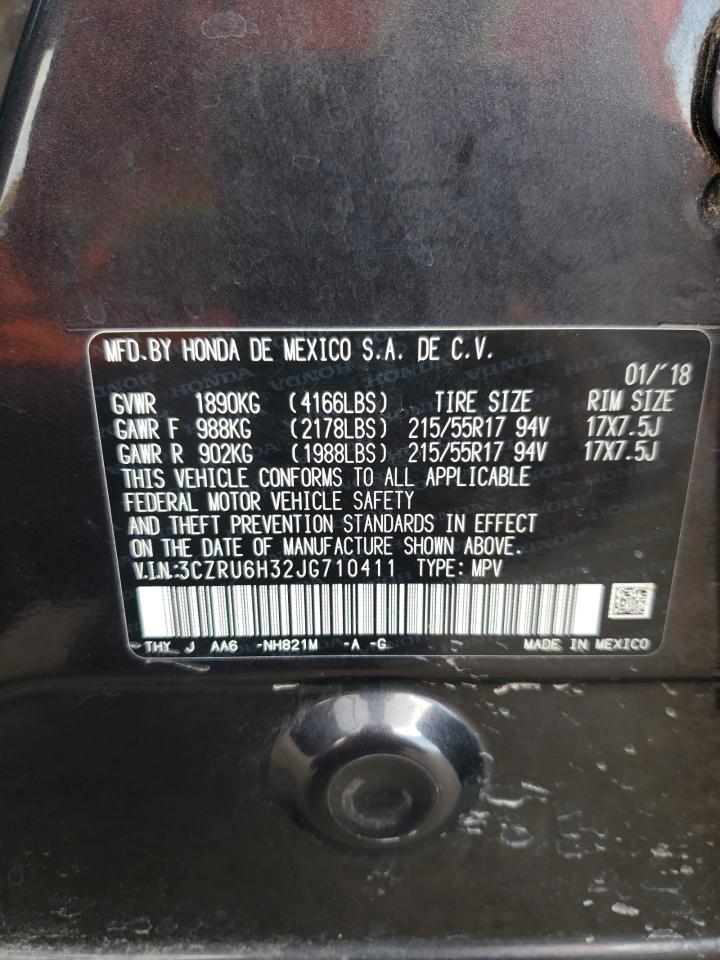 MFD. BY HONDA DE MEXICO S.A. DE C.V.
01/'18
GVWR 1890KG (4166LBS) TIRE SIZE RIM SIZE
GAWR F 988KG (2178LBS) 215/55R17 94V 17X7.5J
GAWR R 902KG (1988LBS) 215/55R17 94V 17X7.5J
THIS VEHICLE CONFORMS TO ALL APPLICABLE
FEDERAL MOTOR VEHICLE SAFETY
AND THEFT PREVENTION STANDARDS IN EFFECT
ON THE DATE OF MANUFACTURE SHOWN ABOVE.
V.I.N.:3CZRU6H32JG710411 TYPE: MPV
THY J AA6 -NH821M -A -G MADE IN MEXICO